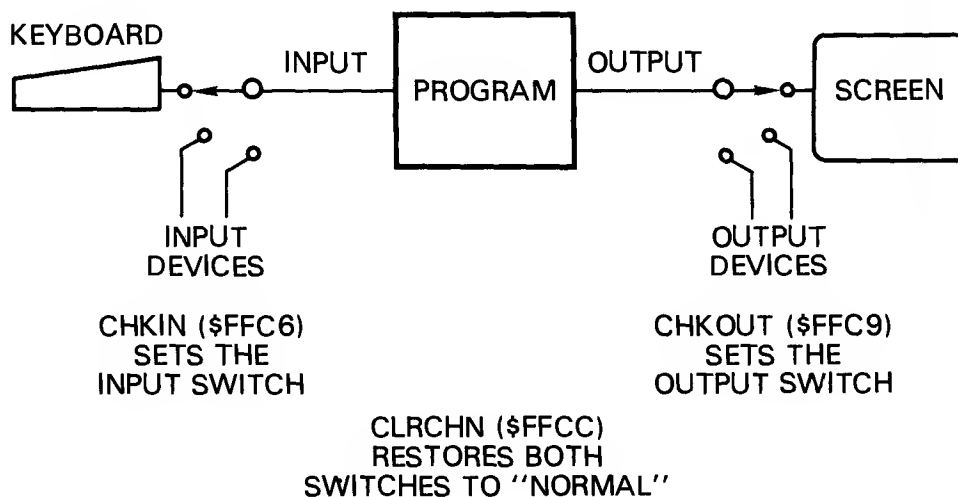 KEYBOARD
INPUT
PROGRAM
OUTPUT
SCREEN
INPUT
DEVICES
OUTPUT
DEVICES
CHKIN ($FFC6)
SETS THE
INPUT SWITCH
CHKOUT ($FFC9)
SETS THE
OUTPUT SWITCH
CLRCHN ($FFCC)
RESTORES BOTH
SWITCHES TO "NORMAL"